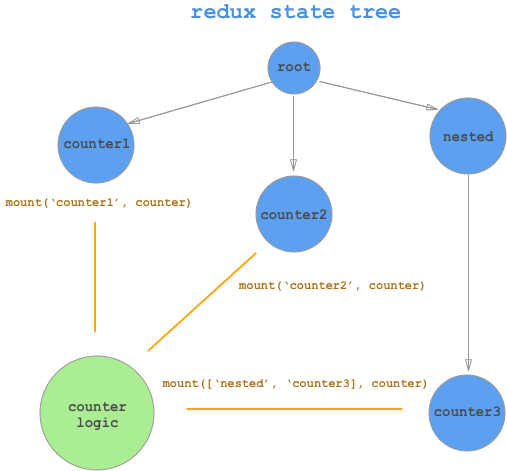 redux state tree
root
counter1
nested
mount(‘counter1’, counter)
counter2
mount(‘counter2’, counter)
mount([‘nested’, ‘counter3], counter)
counter
logic
counter3